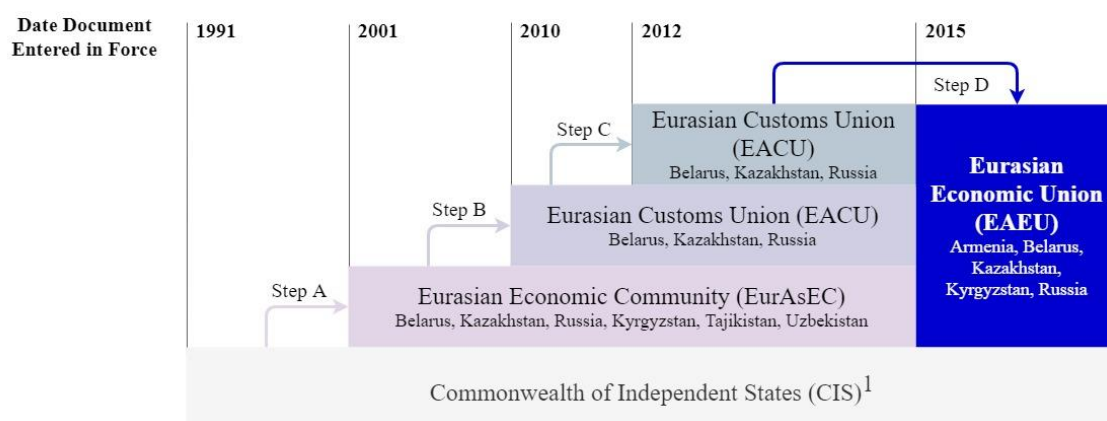 Date Document
Entered in Force
1991
2001
2010
2012
2015
Step D
Eurasian Customs Union
(EACU)
Belarus, Kazakhstan, Russia
Step C
Eurasian
Economic Union
(EAEU)
Armenia, Belarus,
Kazakhstan,
Kyrgyzstan, Russia
Step B
Eurasian Customs Union (EACU)
Belarus, Kazakhstan, Russia
Step A
Eurasian Economic Community (EurAsEC)
Belarus, Kazakhstan, Russia, Kyrgyzstan, Tajikistan, Uzbekistan
Commonwealth of Independent States (CIS)¹